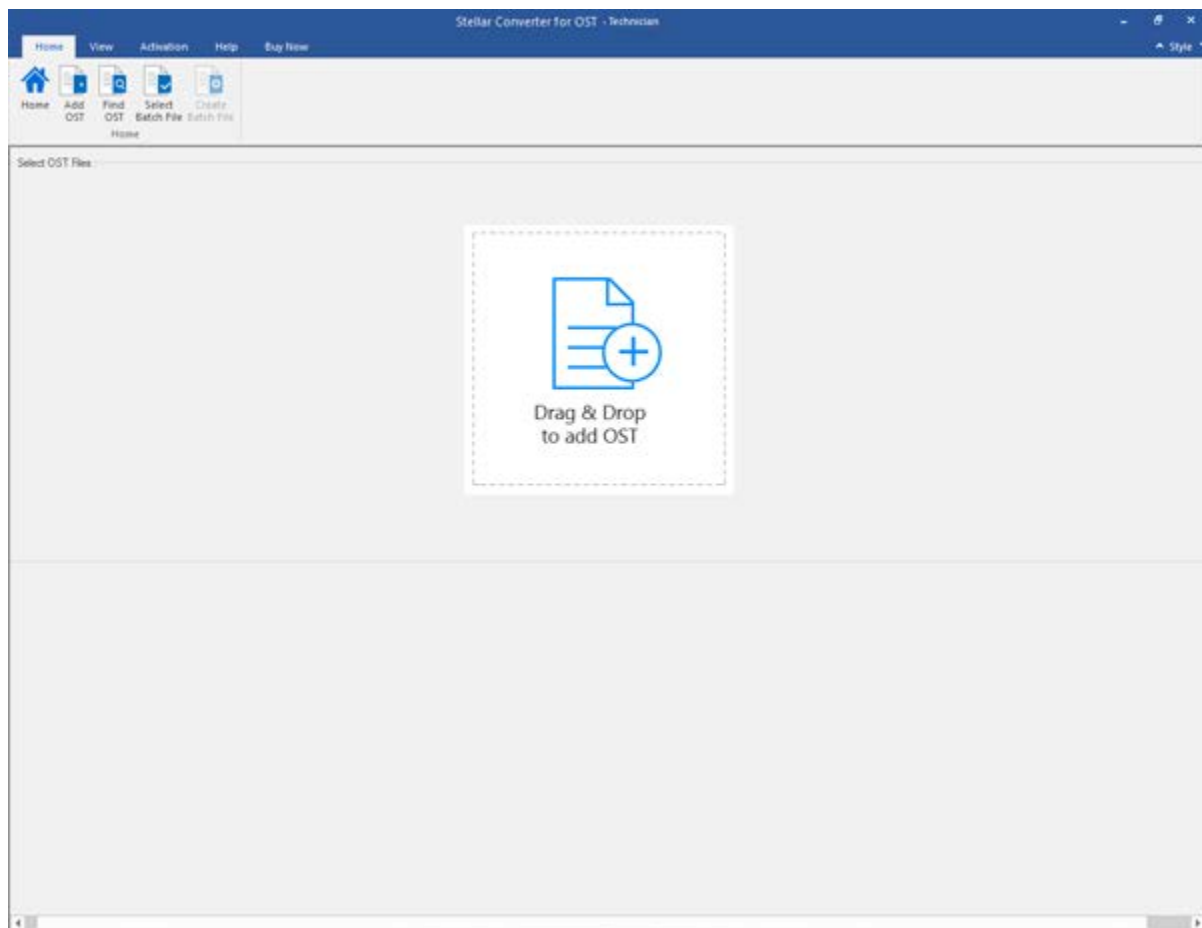 Stellar Converter for OST - Technician
Home View Activation Help Buy Now Style
Home Add OST Find OST Select Batch File Create Batch File
Home
Select OST Files
Drag & Drop
to add OST